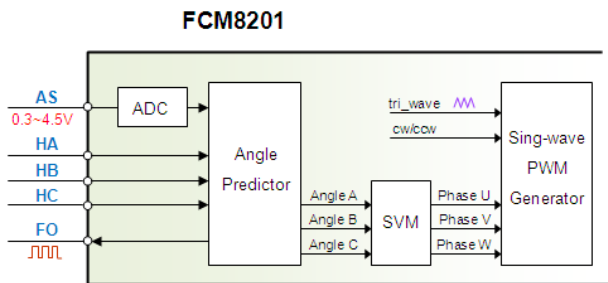 FCM8201
AS
0.3~4.5V
HA
HB
HC
FO
ADC
Angle
Predictor
Angle A
Angle B
Angle C
SVM
tri_wave
cw/ccw
Phase U
Phase V
Phase W
Sing-wave
PWM
Generator